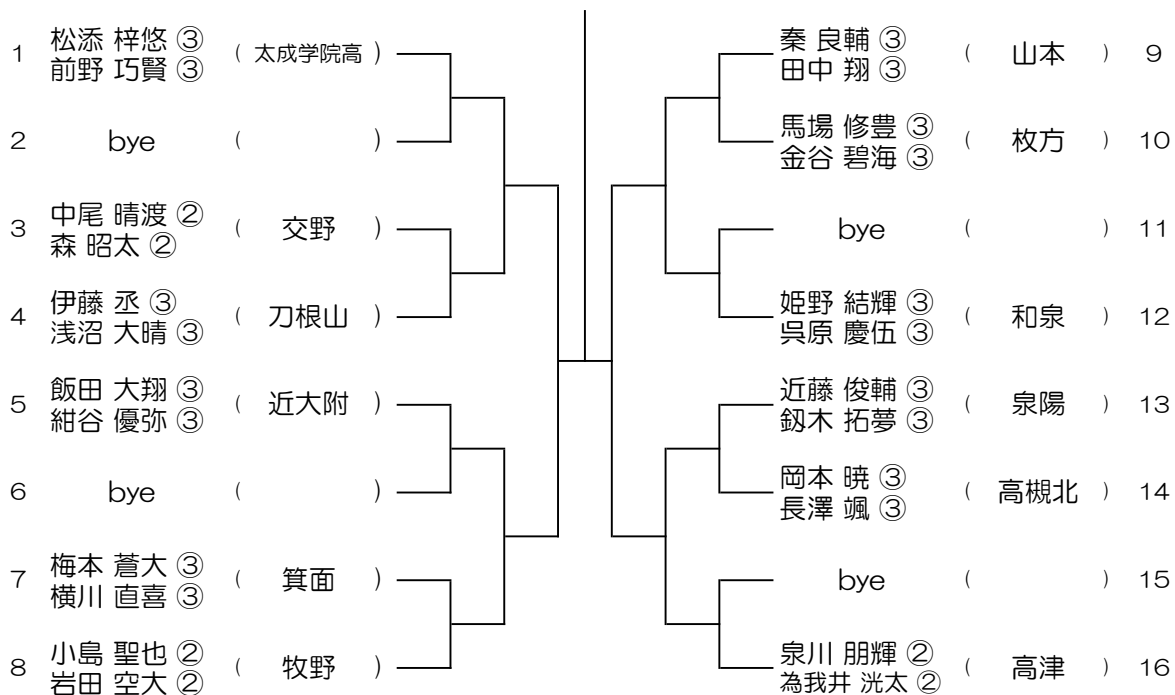 1 松添 梓悠 ③ ( 太成学院高 )
前野 巧賢 ③
2 bye ( )
3 中尾 晴渡 ② ( 交野 )
森 昭太 ②
4 伊藤 丞 ③ ( 刀根山 )
浅沼 大晴 ③
5 飯田 大翔 ③ ( 近大附 )
紺谷 優弥 ③
6 bye ( )
7 梅本 蒼大 ③ ( 箕面 )
横川 直喜 ③
8 小島 聖也 ② ( 牧野 )
岩田 空大 ②
秦 良輔 ③ ( 山本 ) 9
田中 翔 ③
馬場 修豊 ③ ( 枚方 ) 10
金谷 碧海 ③
bye ( ) 11
姫野 結輝 ③ ( 和泉 ) 12
呉原 慶伍 ③
近藤 俊輔 ③ ( 泉陽 ) 13
釼木 拓夢 ③
岡本 暁 ③ ( 高槻北 ) 14
長澤 颯 ③
bye ( ) 15
泉川 朋輝 ② ( 高津 ) 16
為我井 洸太 ②